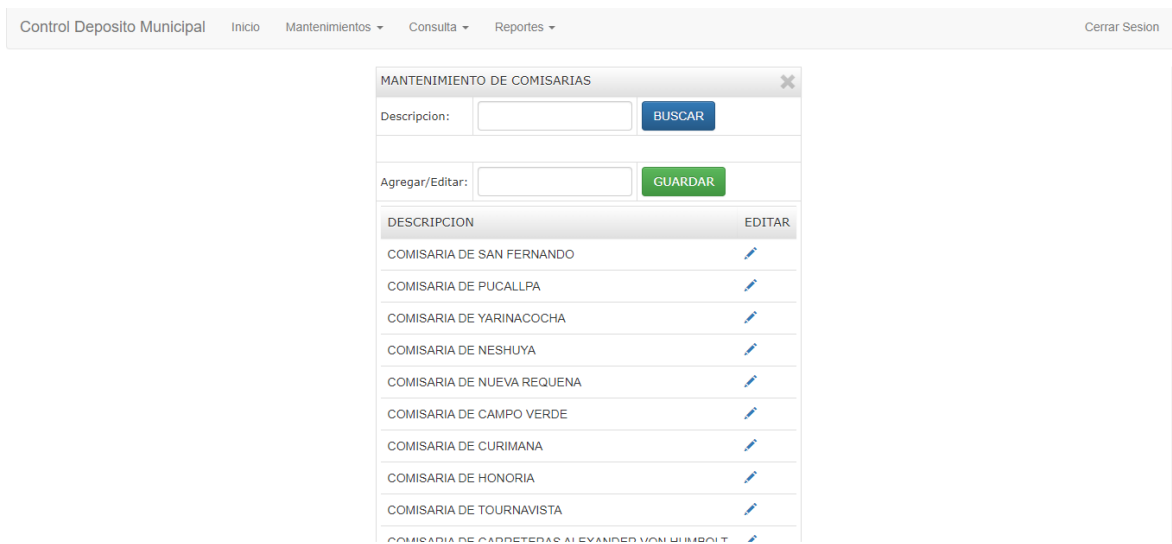 Control Deposito Municipal Inicio Mantenimientos Consulta Reportes Cerrar Sesion
MANTENIMIENTO DE COMISARIAS
Descripcion: BUSCAR
Agregar/Editar: GUARDAR
DESCRIPCION EDITAR
COMISARIA DE SAN FERNANDO
COMISARIA DE PUCALLPA
COMISARIA DE YARINACOCHA
COMISARIA DE NESHUYA
COMISARIA DE NUEVA REQUENA
COMISARIA DE CAMPO VERDE
COMISARIA DE CURIMANA
COMISARIA DE HONORIA
COMISARIA DE TOURNAVISTA
COMISARIA DE CARRETERAS ALEXANDER VON HUMBOLT